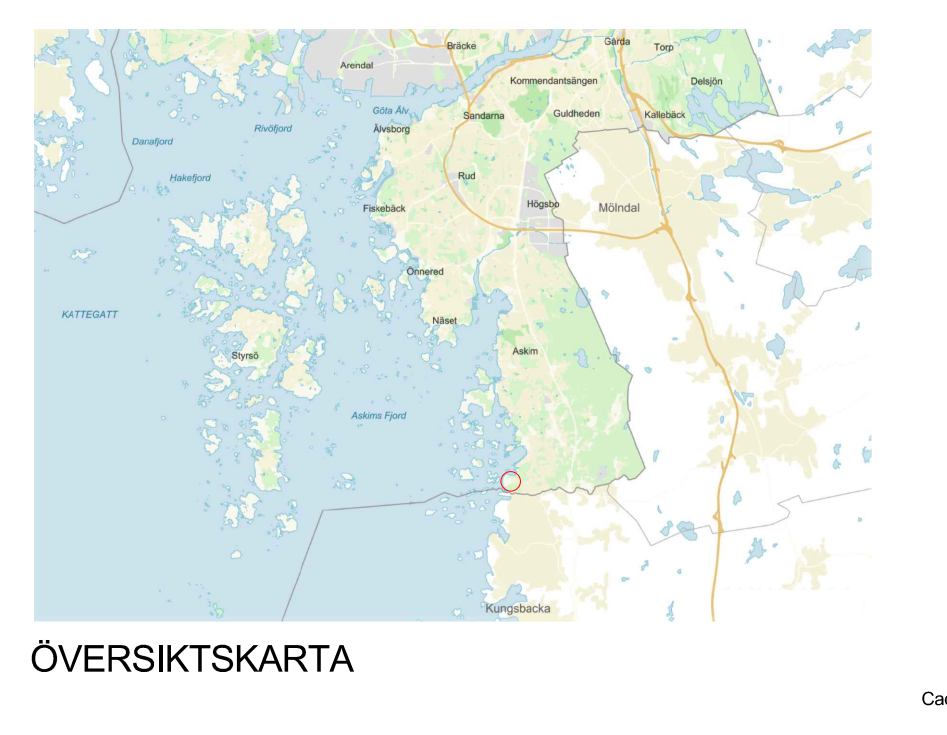 Bräcke
Gårda
Torp
Arendal
Kommendantsängen
Delsjön
Göta Älv
Sandarna
Guldheden
Kallebäck
Rivöfjord
Älvsborg
Danafjord
Hakefjord
Rud
Fiskebäck
Högsbo
Mölndal
Önnered
KATTEGATT
Näset
Styrsö
Askim
Askims Fjord
Kungsbacka
ÖVERSIKTSKARTA